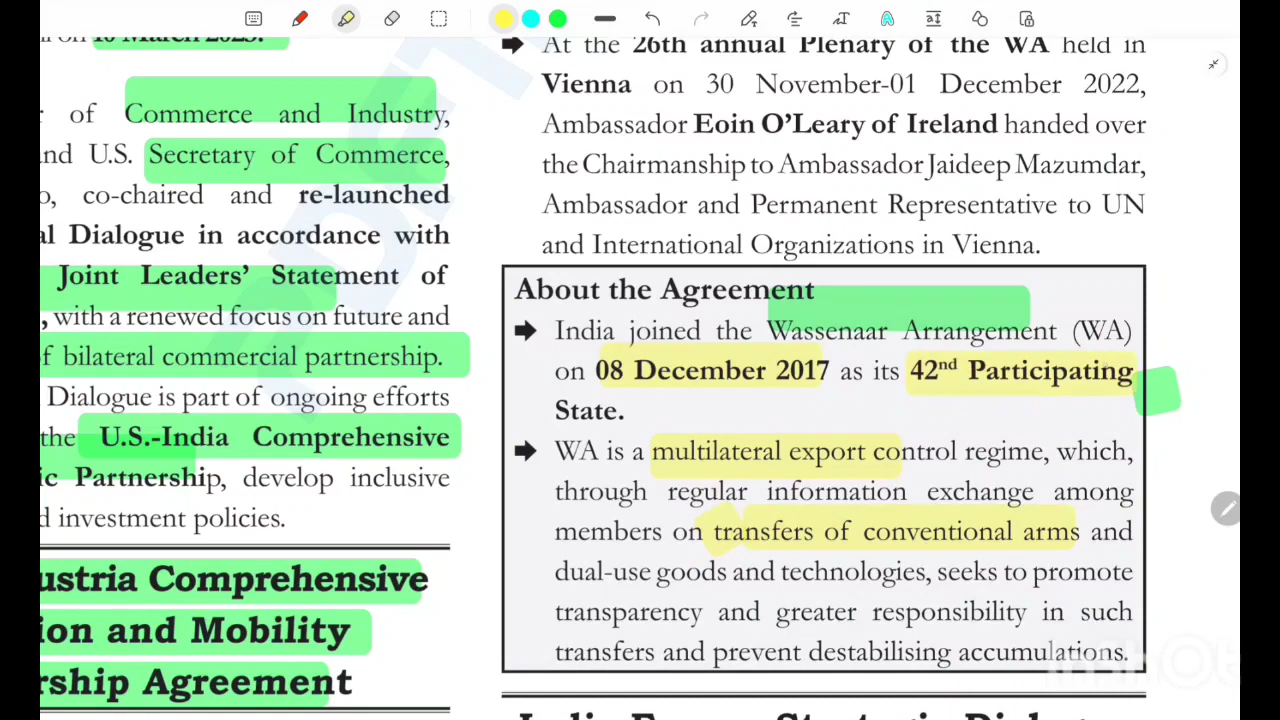 10 March 2023.
of Commerce and Industry,
nd U.S. Secretary of Commerce,
co-chaired and re-launched
Dialogue in accordance with
Joint Leaders’ Statement of
with a renewed focus on future and
of bilateral commercial partnership.
Dialogue is part of ongoing efforts
the U.S.-India Comprehensive
Partnership, develop inclusive
investment policies.
ustria Comprehensive
ion and Mobility
rship Agreement
➡ At the 26th annual Plenary of the WA held in
Vienna on 30 November-01 December 2022,
Ambassador Eoin O’Leary of Ireland handed over
the Chairmanship to Ambassador Jaideep Mazumdar,
Ambassador and Permanent Representative to UN
and International Organizations in Vienna.
About the Agreement
➡ India joined the Wassenaar Arrangement (WA)
on 08 December 2017 as its 42nd Participating
State.
➡ WA is a multilateral export control regime, which,
through regular information exchange among
members on transfers of conventional arms and
dual-use goods and technologies, seeks to promote
transparency and greater responsibility in such
transfers and prevent destabilising accumulations.
InShOt